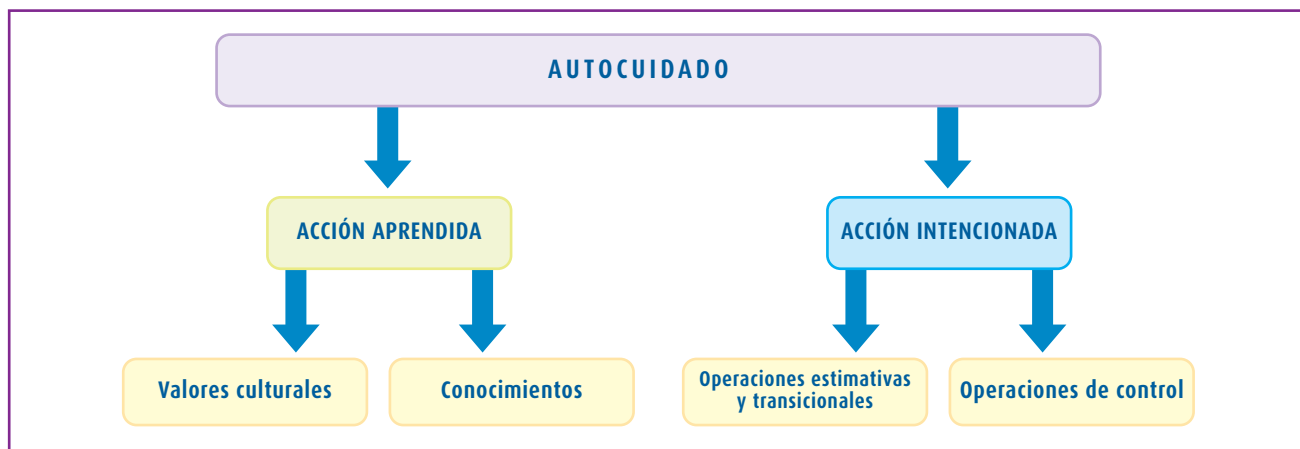 AUTOCUIDADO
ACCIÓN APRENDIDA
ACCIÓN INTENCIONADA
Valores culturales
Conocimientos
Operaciones estimativas
y transicionales
Operaciones de control